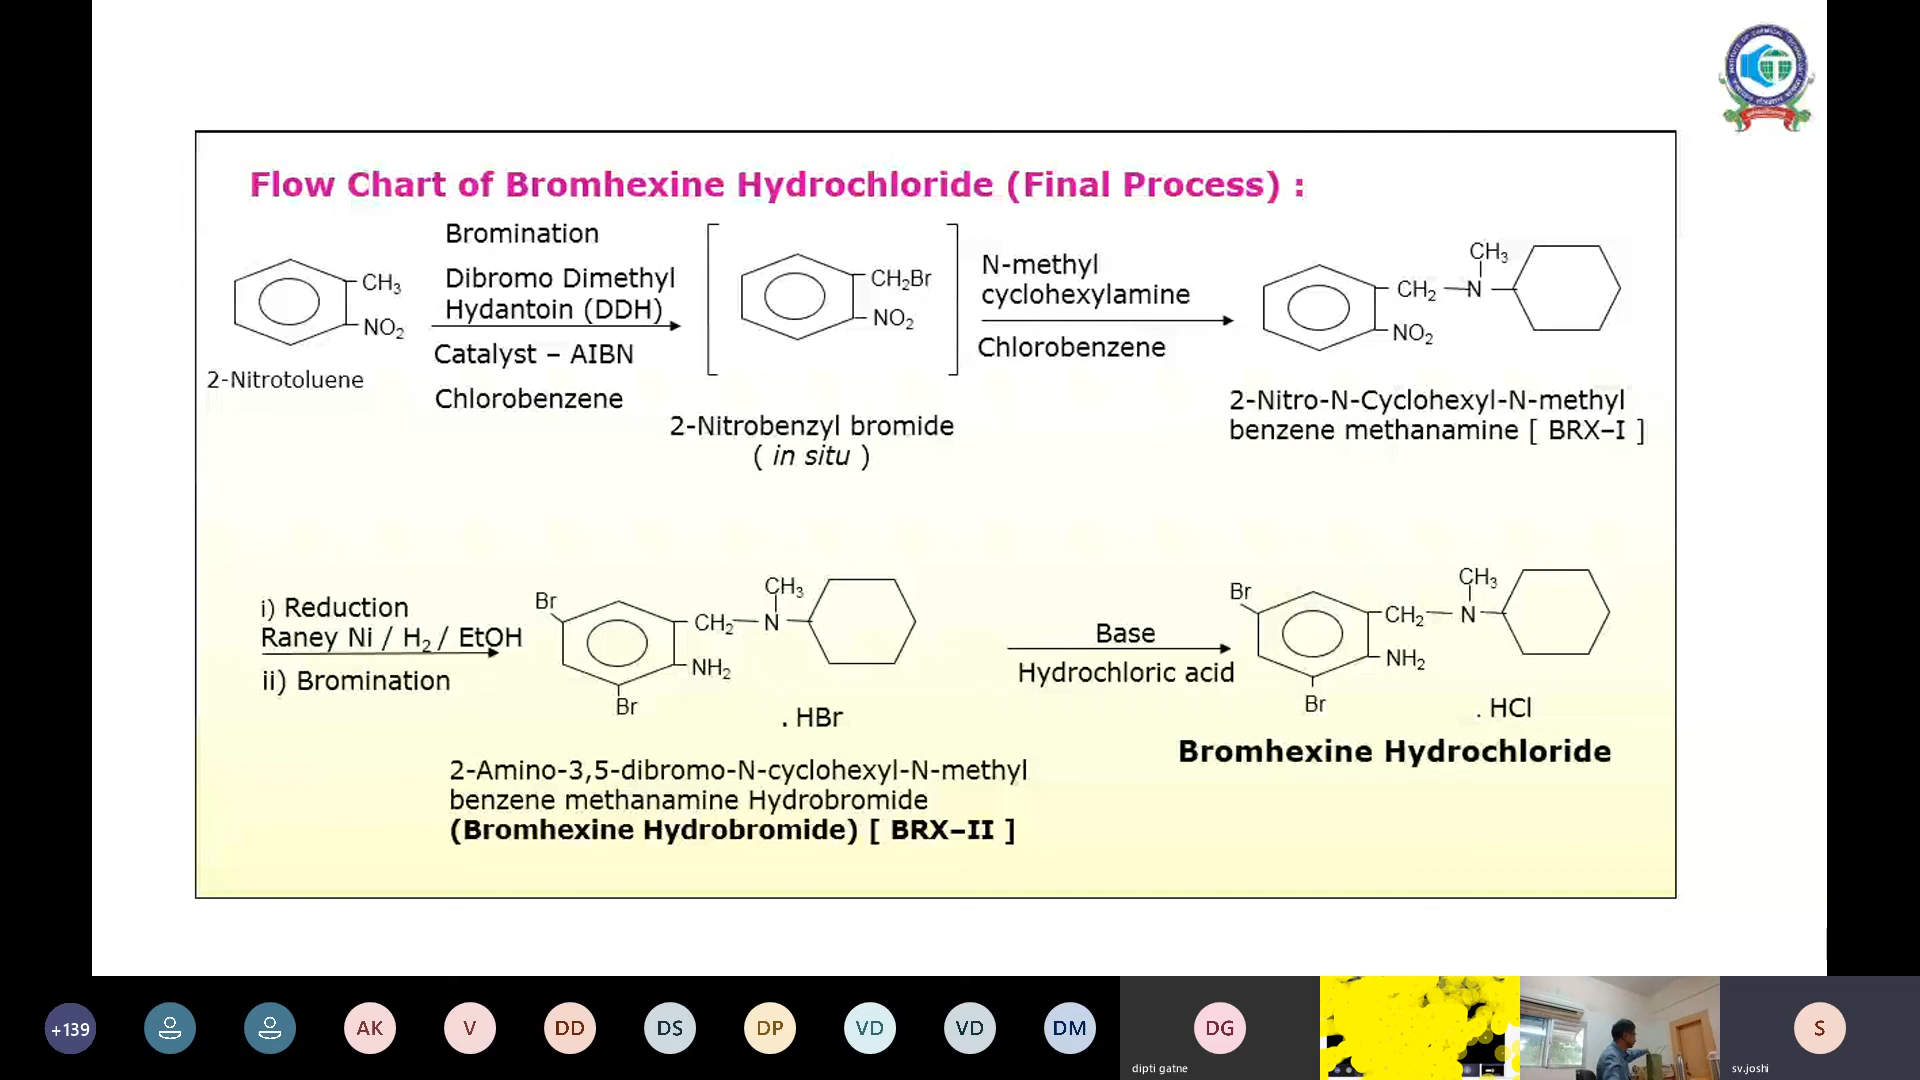 Flow Chart of Bromhexine Hydrochloride (Final Process) :
CH3
NO2
2-Nitrotoluene
Bromination
Dibromo Dimethyl
Hydantoin (DDH)
Catalyst – AIBN
Chlorobenzene
CH2Br
NO2
2-Nitrobenzyl bromide
( in situ )
N-methyl
cyclohexylamine
Chlorobenzene
CH3
CH2 N
NO2
2-Nitro-N-Cyclohexyl-N-methyl
benzene methanamine [ BRX–I ]
i) Reduction
Raney Ni / H2 / EtOH
ii) Bromination
Br
CH3
CH2 N
NH2
Br
. HBr
2-Amino-3,5-dibromo-N-cyclohexyl-N-methyl
benzene methanamine Hydrobromide
(Bromhexine Hydrobromide) [ BRX–II ]
Base
Hydrochloric acid
Br
CH3
CH2 N
NH2
Br
. HCl
Bromhexine Hydrochloride
+139
AK
V
DD
DS
DP
VD
VD
DM
DG
dipti gatne
S
sv.joshi